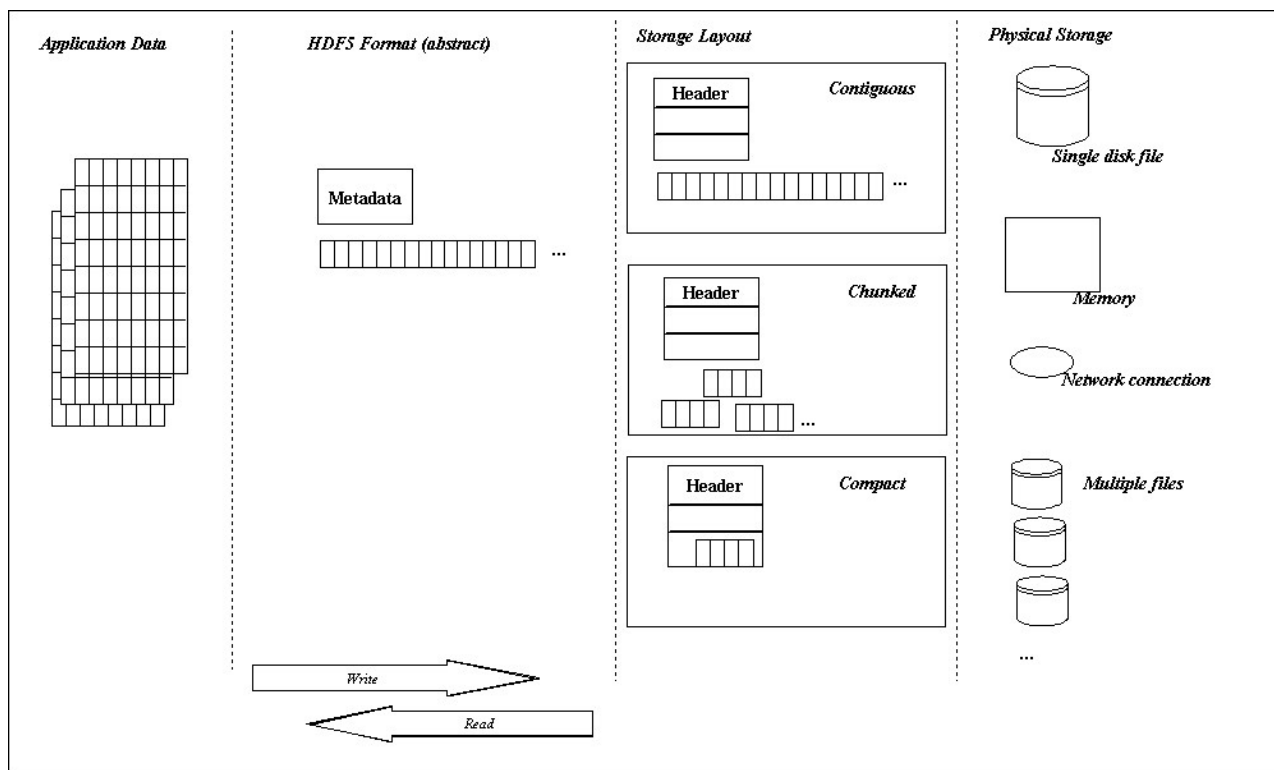 Application Data
HDF5 Format (abstract)
Storage Layout
Physical Storage
Metadata
...
Header
Contiguous
...
Header
Chunked
...
Header
Compact
Single disk file
Memory
Network connection
Multiple files
...
Write
Read